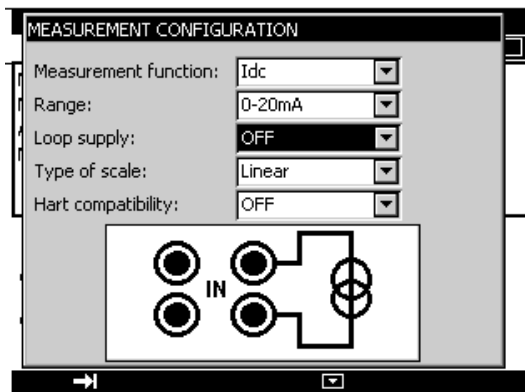 MEASUREMENT CONFIGURATION
Measurement function: Idc
Range: 0-20mA
Loop supply: OFF
Type of scale: Linear
Hart compatibility: OFF
IN